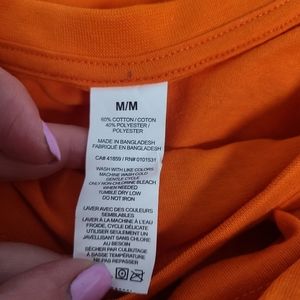 M/M
60% COTTON / COTON
40% POLYESTER /
POLYESTER
MADE IN BANGLADESH
FABRIQUÉ EN BANGLADESH
CA# 41859 / RN# 0101531
WASH WITH LIKE COLORS
MACHINE WASH COLD
GENTLE CYCLE
ONLY NON-CHLORINE BLEACH
WHEN NEEDED
TUMBLE DRY LOW
DO NOT IRON
LAVER AVEC DES COULEURS
SEMBLABLES
LAVER À LA MACHINE À L'EAU
FROIDE, CYCLE DÉLICATE
UTILISER SEULEMENT UN
JAVELLISANT SANS CHLORE
AU BESOIN
SÉCHER PAR CULBUTAGE
À BASSE TEMPÉRATURE
NE PAS REPASSER